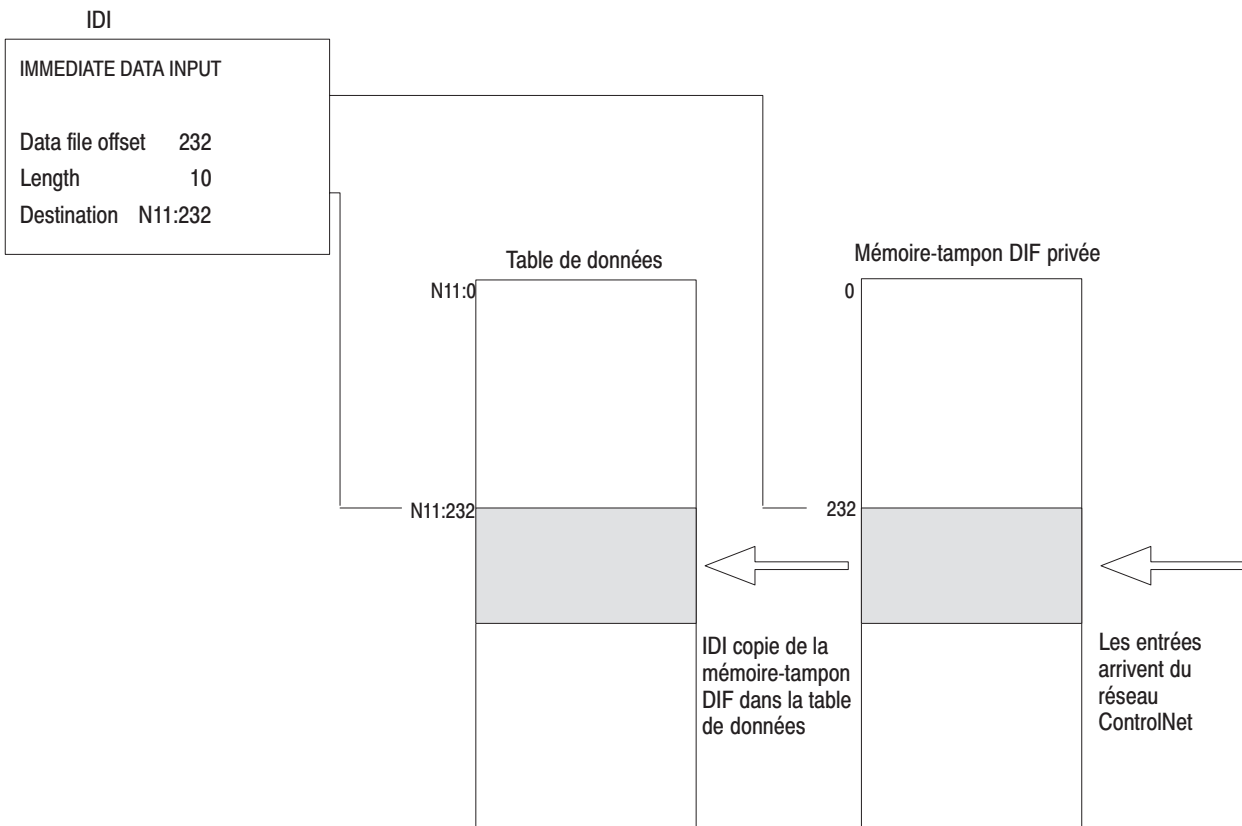 IDI
IMMEDIATE DATA INPUT
Data file offset 232
Length 10
Destination N11:232
Table de données
Mémoire-tampon DIF privée
N11:0
0
N11:232
232
IDI copie de la
mémoire-tampon
DIF dans la table
de données
Les entrées
arrivent du
réseau
ControlNet